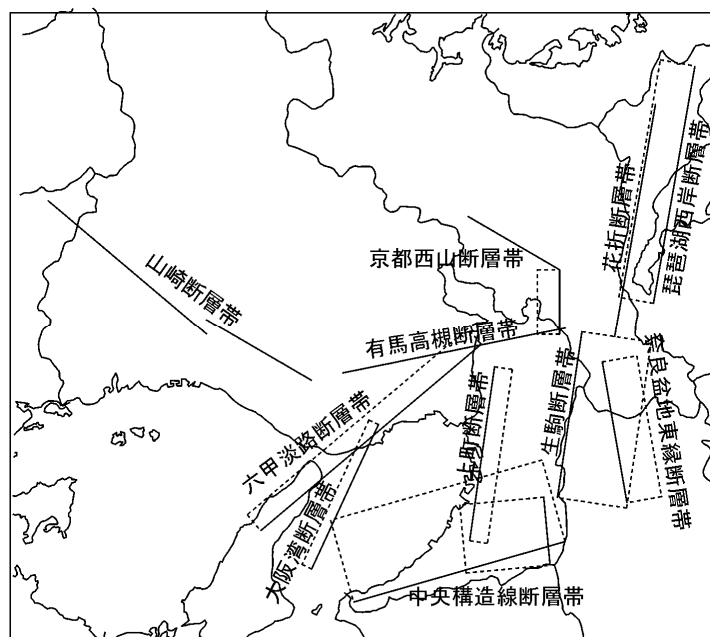 花折断層帯
琵琶湖西岸断層帯
京都西山断層帯
山崎断層帯
有馬高槻断層帯
奈良盆地東縁断層帯
生駒断層帯
上町断層帯
六甲淡路断層帯
大阪湾断層帯
中央構造線断層帯